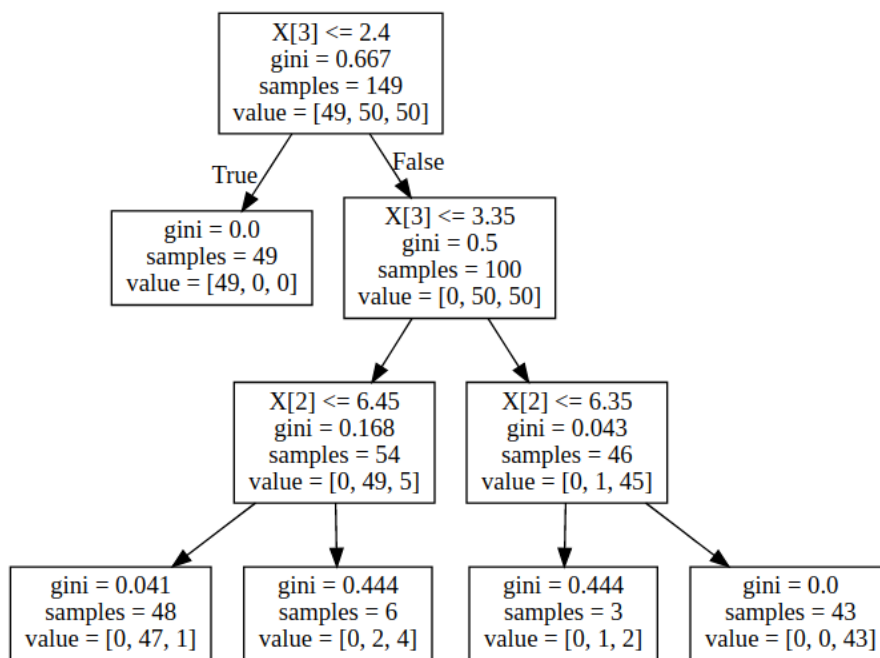 X[3] <= 2.4
gini = 0.667
samples = 149
value = [49, 50, 50]
True
False
gini = 0.0
samples = 49
value = [49, 0, 0]
X[3] <= 3.35
gini = 0.5
samples = 100
value = [0, 50, 50]
X[2] <= 6.45
gini = 0.168
samples = 54
value = [0, 49, 5]
X[2] <= 6.35
gini = 0.043
samples = 46
value = [0, 1, 45]
gini = 0.041
samples = 48
value = [0, 47, 1]
gini = 0.444
samples = 6
value = [0, 2, 4]
gini = 0.444
samples = 3
value = [0, 1, 2]
gini = 0.0
samples = 43
value = [0, 0, 43]